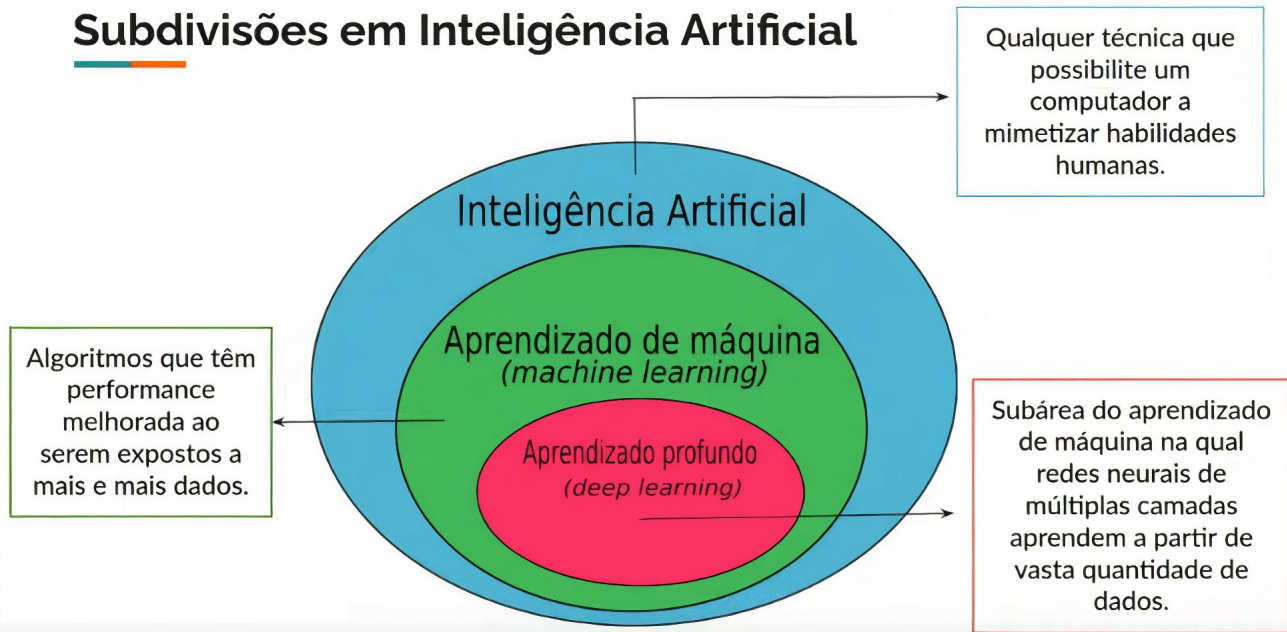 Subdivisões em Inteligência Artificial
Qualquer técnica que
possibilite um
computador a
mimetizar habilidades
humanas.
Inteligência Artificial
Aprendizado de máquina
(machine learning)
Algoritmos que têm
performance
melhorada ao
serem expostos a
mais e mais dados.
Aprendizado profundo
(deep learning)
Subárea do aprendizado
de máquina na qual
redes neurais de
múltiplas camadas
aprendem a partir de
vasta quantidade de
dados.